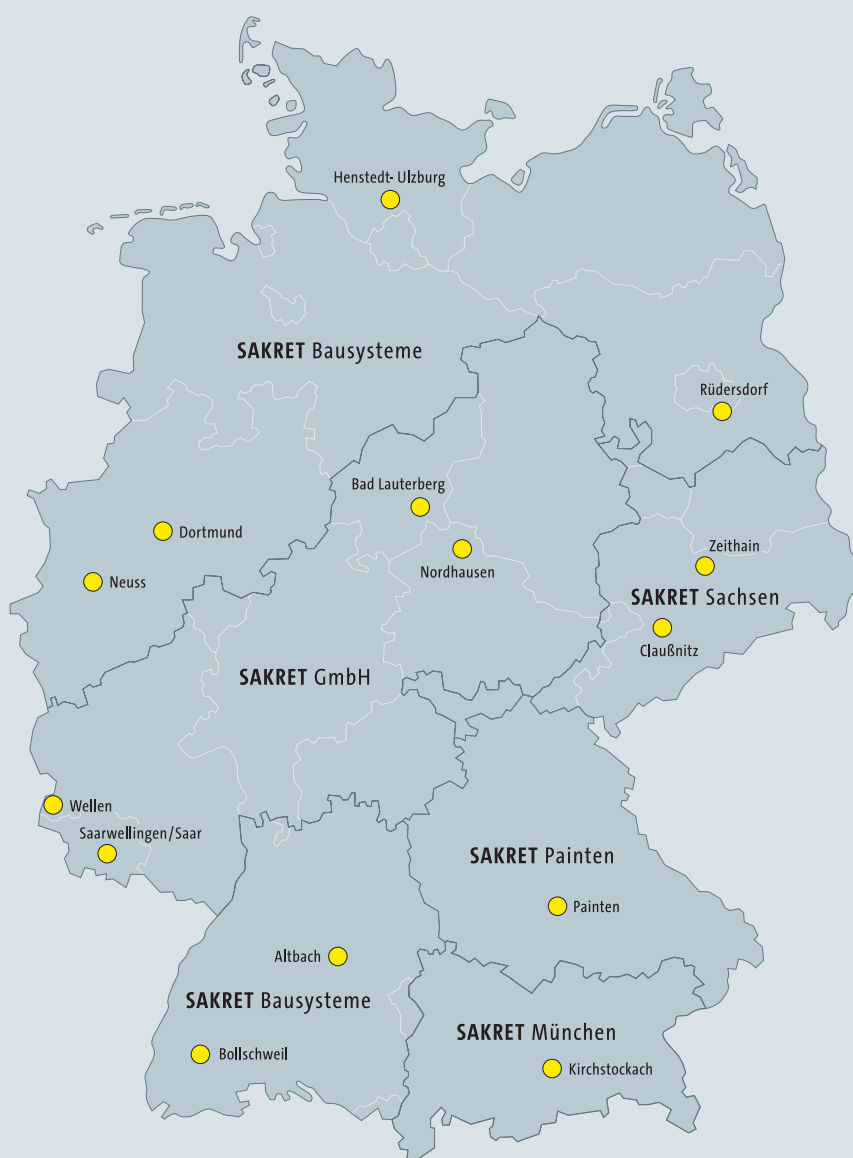 Henstedt- Ulzburg
SAKRET Bausysteme
Rüdersdorf
Bad Lauterberg
Dortmund
Zeithain
Nordhausen
Neuss
SAKRET Sachsen
Claußnitz
SAKRET GmbH
Wellen
Saarwellingen/Saar
SAKRET Painten
Painten
Altbach
SAKRET Bausysteme
SAKRET München
Bollschweil
Kirchstockach